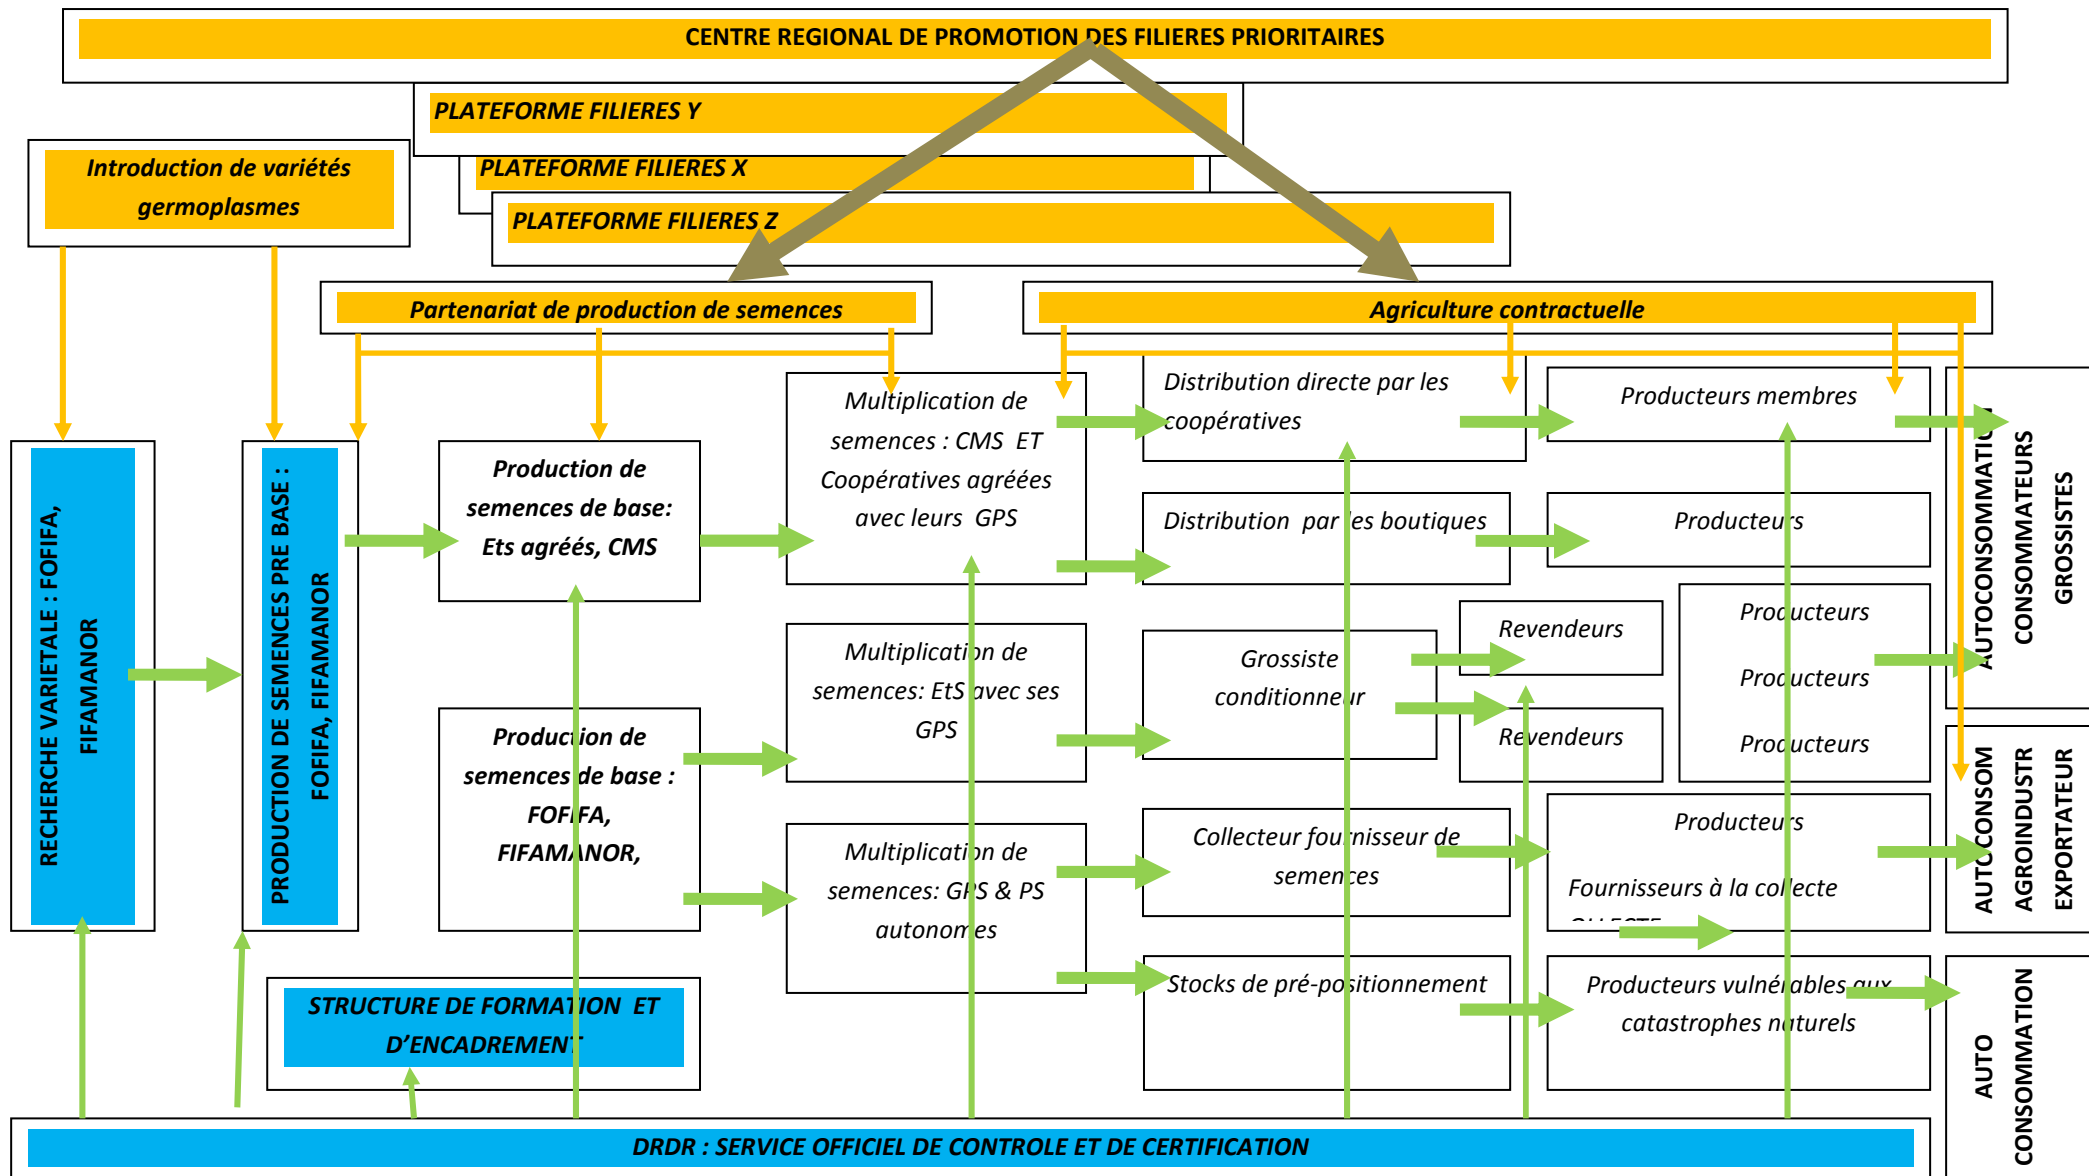 CENTRE REGIONAL DE PROMOTION DES FILIERES PRIORITAIRES
PLATEFORME FILIERES Y
PLATEFORME FILIERES X
PLATEFORME FILIERES Z
Introduction de variétés
germoplasmes
Partenariat de production de semences
Agriculture contractuelle
RECHERCHE VARIETALE : FOFIFA,
FIFAMANOR
PRODUCTION DE SEMENCES PRE BASE :
FOFIFA, FIFAMANOR
Production de
semences de base:
Ets agréés, CMS
Production de
semences de base :
FOFIFA,
FIFAMANOR,
Multiplication de
semences : CMS ET
Coopératives agréées
avec leurs GPS
Multiplication de
semences: EtS avec ses
GPS
Multiplication de
semences: GPS & PS
autonomes
Distribution directe par les
coopératives
Distribution par les boutiques
Grossiste
conditionneur
Revendeurs
Revendeurs
Collecteur fournisseur de
semences
Stocks de pré-positionnement
Producteurs membres
Producteurs
Producteurs
Producteurs
Producteurs
Producteurs
Fournisseurs à la collecte
Producteurs vulnérables aux
catastrophes naturels
AUTOCONSOMMATION
CONSOMMATEURS
GROSSISTES
AUTOCONSOM
AGROINDUSTR
EXPORTATEUR
AUTO
CONSOMMATION
STRUCTURE DE FORMATION ET
D'ENCADREMENT
DRDR : SERVICE OFFICIEL DE CONTROLE ET DE CERTIFICATION